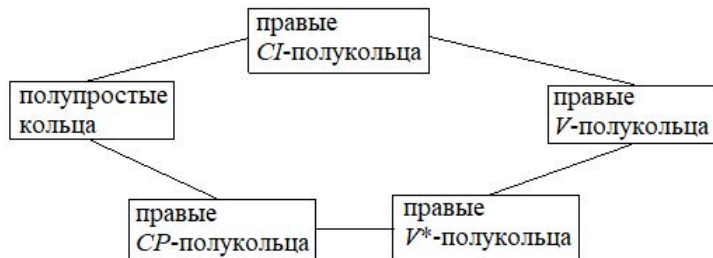 правые
CI-полукольца
полупростые
кольца
правые
V-полукольца
правые
CP-полукольца
правые
V*-полукольца